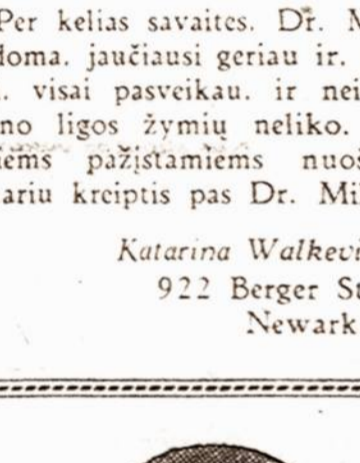 Per kelias savaites. Dr. M
doma. jaučiausi geriau ir.
. visai pasveikau. ir nei
no ligos žymių neliko.
iems pažįstamiems nuoš
ariu kreiptis pas Dr. Mi
Katarina Walkevi
922 Berger St
Newark